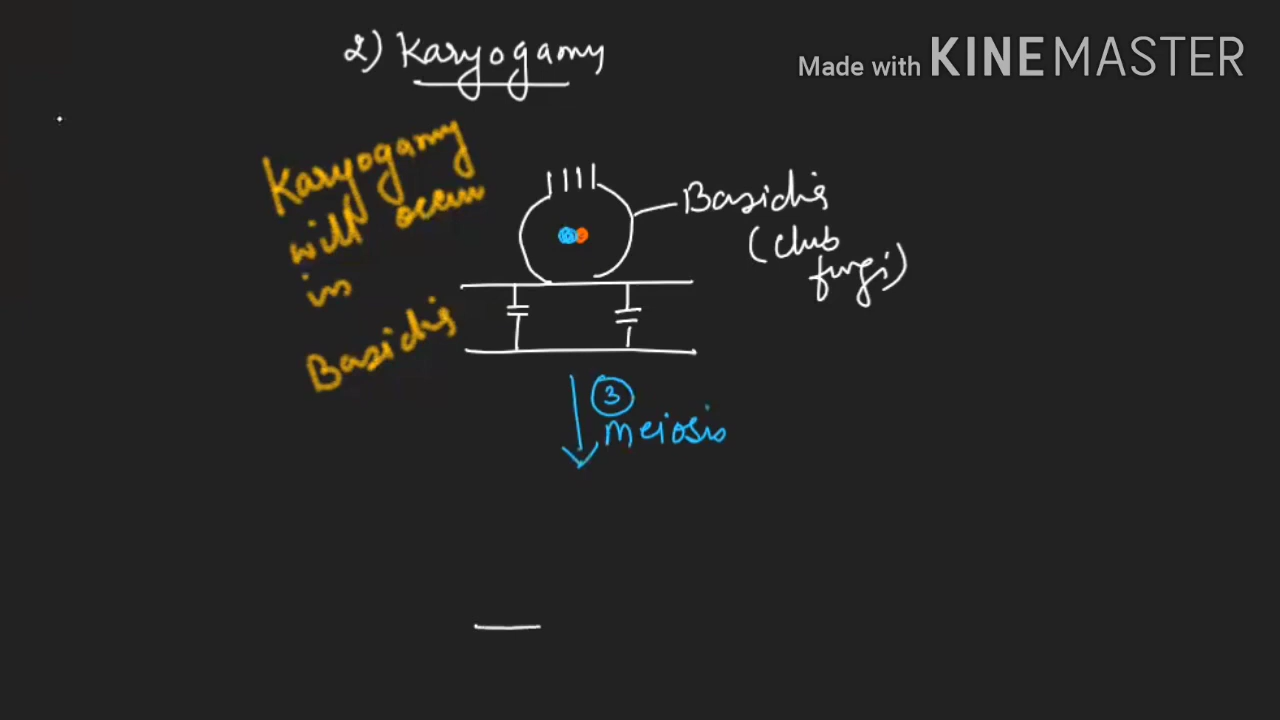 2) Karyogamy
Made with KINEMASTER
Karyogamy
will occur
in
Basidia
Basidia
(club
fungi)
3
meiosis